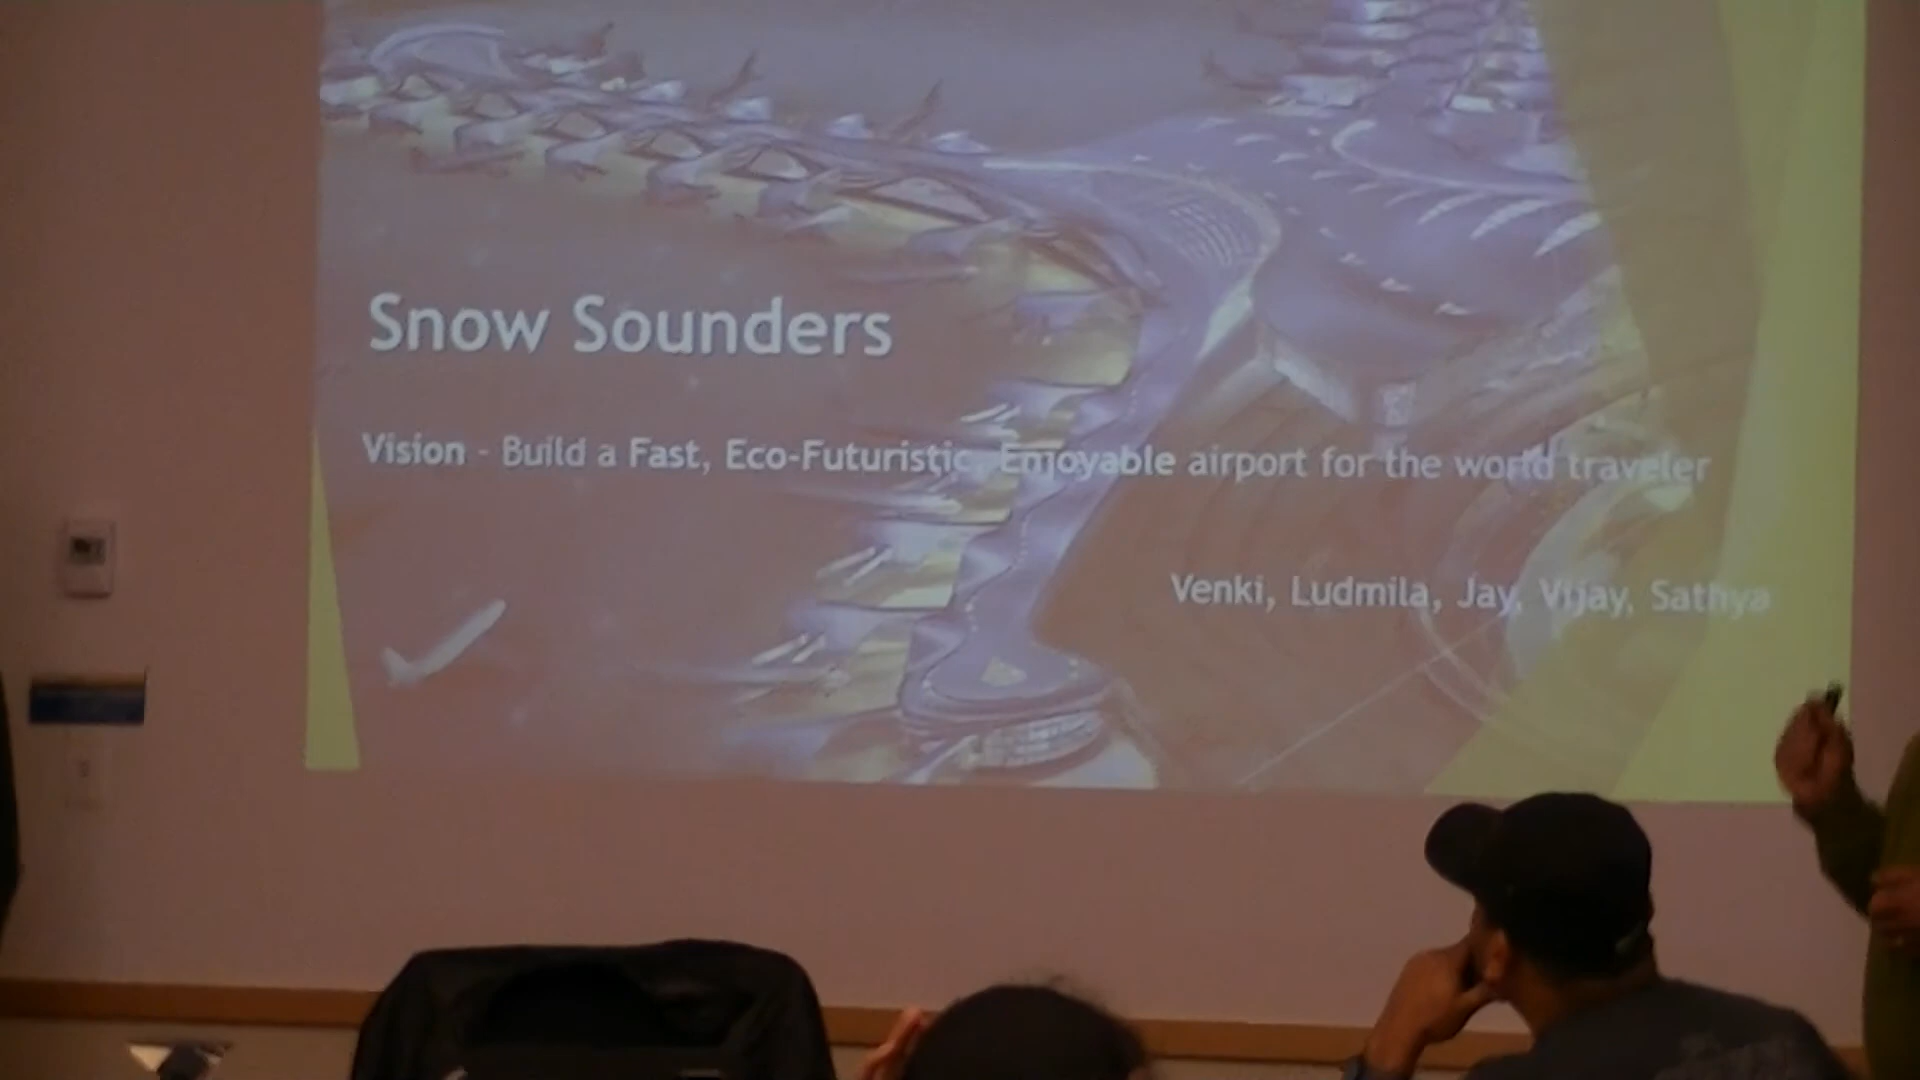 Snow Sounders
Vision - Build a Fast, Eco-Futuristic, Enjoyable airport for the world traveler
Venki, Ludmila, Jay, Vijay, Sathya